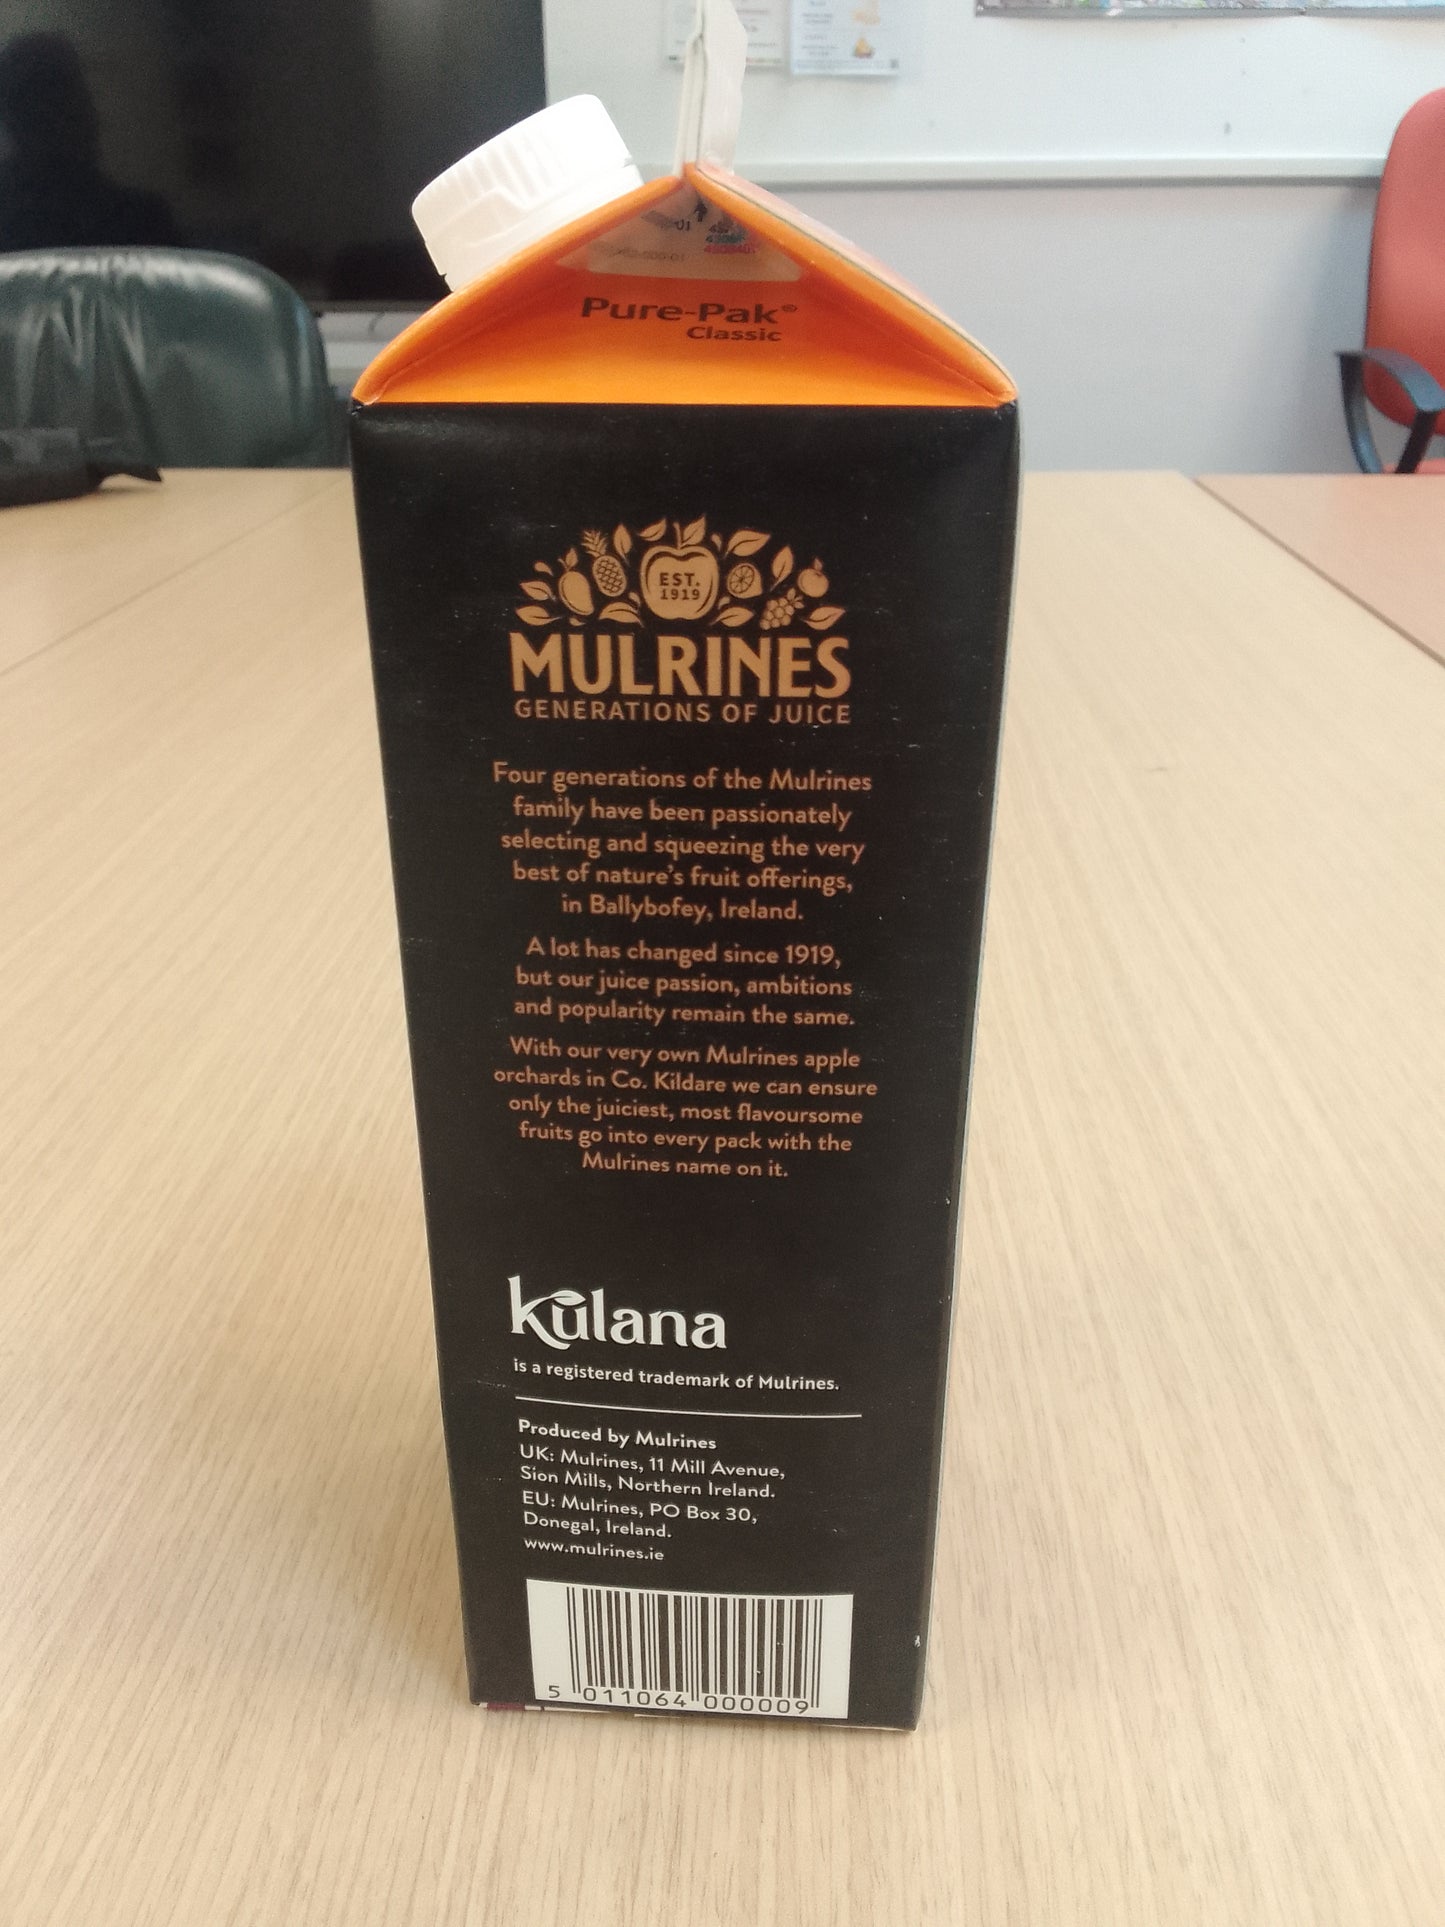 Pure-Pak®
Classic
EST.
1919
MULRINES
GENERATIONS OF JUICE
Four generations of the Mulrines
family have been passionately
selecting and squeezing the very
best of nature's fruit offerings,
in Ballybofey, Ireland.
A lot has changed since 1919,
but our juice passion, ambitions
and popularity remain the same.
With our very own Mulrines apple
orchards in Co. Kildare we can ensure
only the juiciest, most flavoursome
fruits go into every pack with the
Mulrines name on it.
kulana
is a registered trademark of Mulrines.
Produced by Mulrines
UK: Mulrines, 11 Mill Avenue,
Sion Mills, Northern Ireland.
EU: Mulrines, PO Box 30,
Donegal, Ireland.
www.mulrines.ie
5 011064 000009